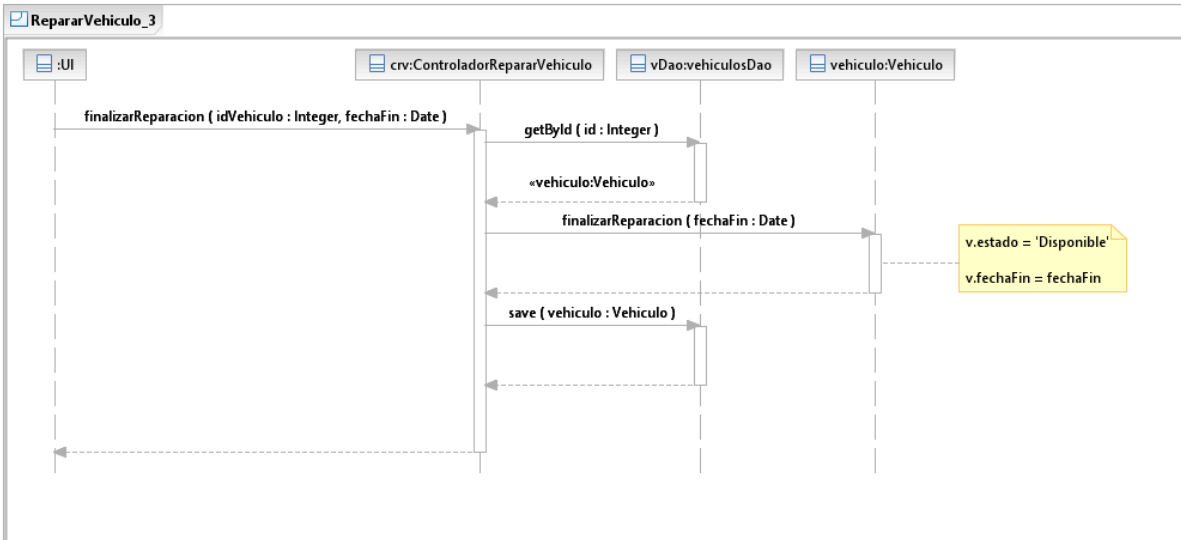 RepararVehiculo_3
:UI
crv:ControladorRepararVehiculo
vDao:vehiculosDao
vehiculo:Vehiculo
finalizarReparacion ( idVehiculo : Integer, fechaFin : Date )
getById ( id : Integer )
«vehiculo:Vehiculo»
finalizarReparacion ( fechaFin : Date )
v.estado = 'Disponible'
v.fechaFin = fechaFin
save ( vehiculo : Vehiculo )